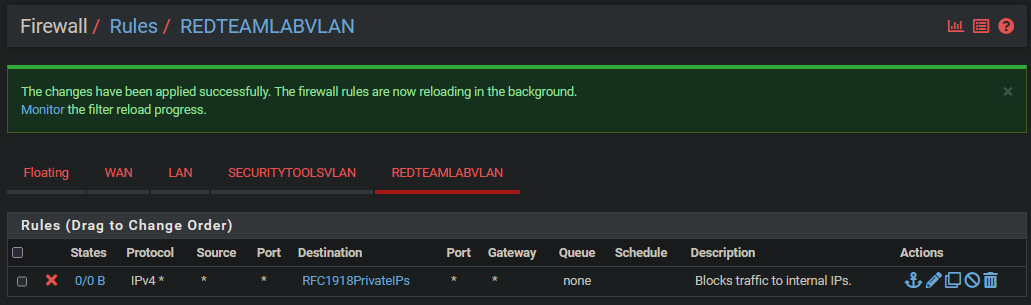 Firewall / Rules / REDTEAMLABVLAN
The changes have been applied successfully. The firewall rules are now reloading in the background.
Monitor the filter reload progress.
Floating WAN LAN SECURITYTOOLSVLAN REDTEAMLABVLAN
Rules (Drag to Change Order)
States Protocol Source Port Destination Port Gateway Queue Schedule Description Actions
0/0 B IPv4 * * * RFC1918PrivateIPs * * none Blocks traffic to internal IPs.